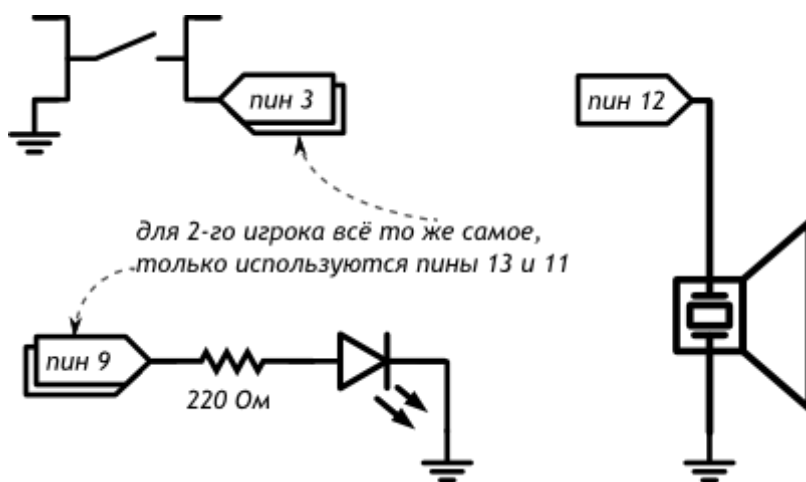 пин 3
пин 12
для 2-го игрока всё то же самое,
только используются пины 13 и 11
пин 9
220 Ом